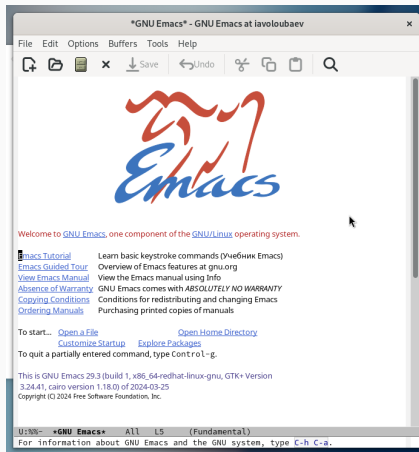 *GNU Emacs* - GNU Emacs at iavoloubaev
File Edit Options Buffers Tools Help
Save Undo
Emacs
Welcome to GNU Emacs, one component of the GNU/Linux operating system.
Emacs Tutorial Learn basic keystroke commands (Учебник Emacs)
Emacs Guided Tour Overview of Emacs features at gnu.org
View Emacs Manual View the Emacs manual using Info
Absence of Warranty GNU Emacs comes with ABSOLUTELY NO WARRANTY
Copying Conditions Conditions for redistributing and changing Emacs
Ordering Manuals Purchasing printed copies of manuals
To start... Open a File Open Home Directory
Customize Startup Explore Packages
To quit a partially entered command, type Control-g.
This is GNU Emacs 29.3 (build 1, x86_64-redhat-linux-gnu, GTK+ Version
3.24.41, cairo version 1.18.0) of 2024-03-25
Copyright (C) 2024 Free Software Foundation, Inc.
U:%%- *GNU Emacs* All L5 (Fundamental)
For information about GNU Emacs and the GNU system, type C-h C-a.